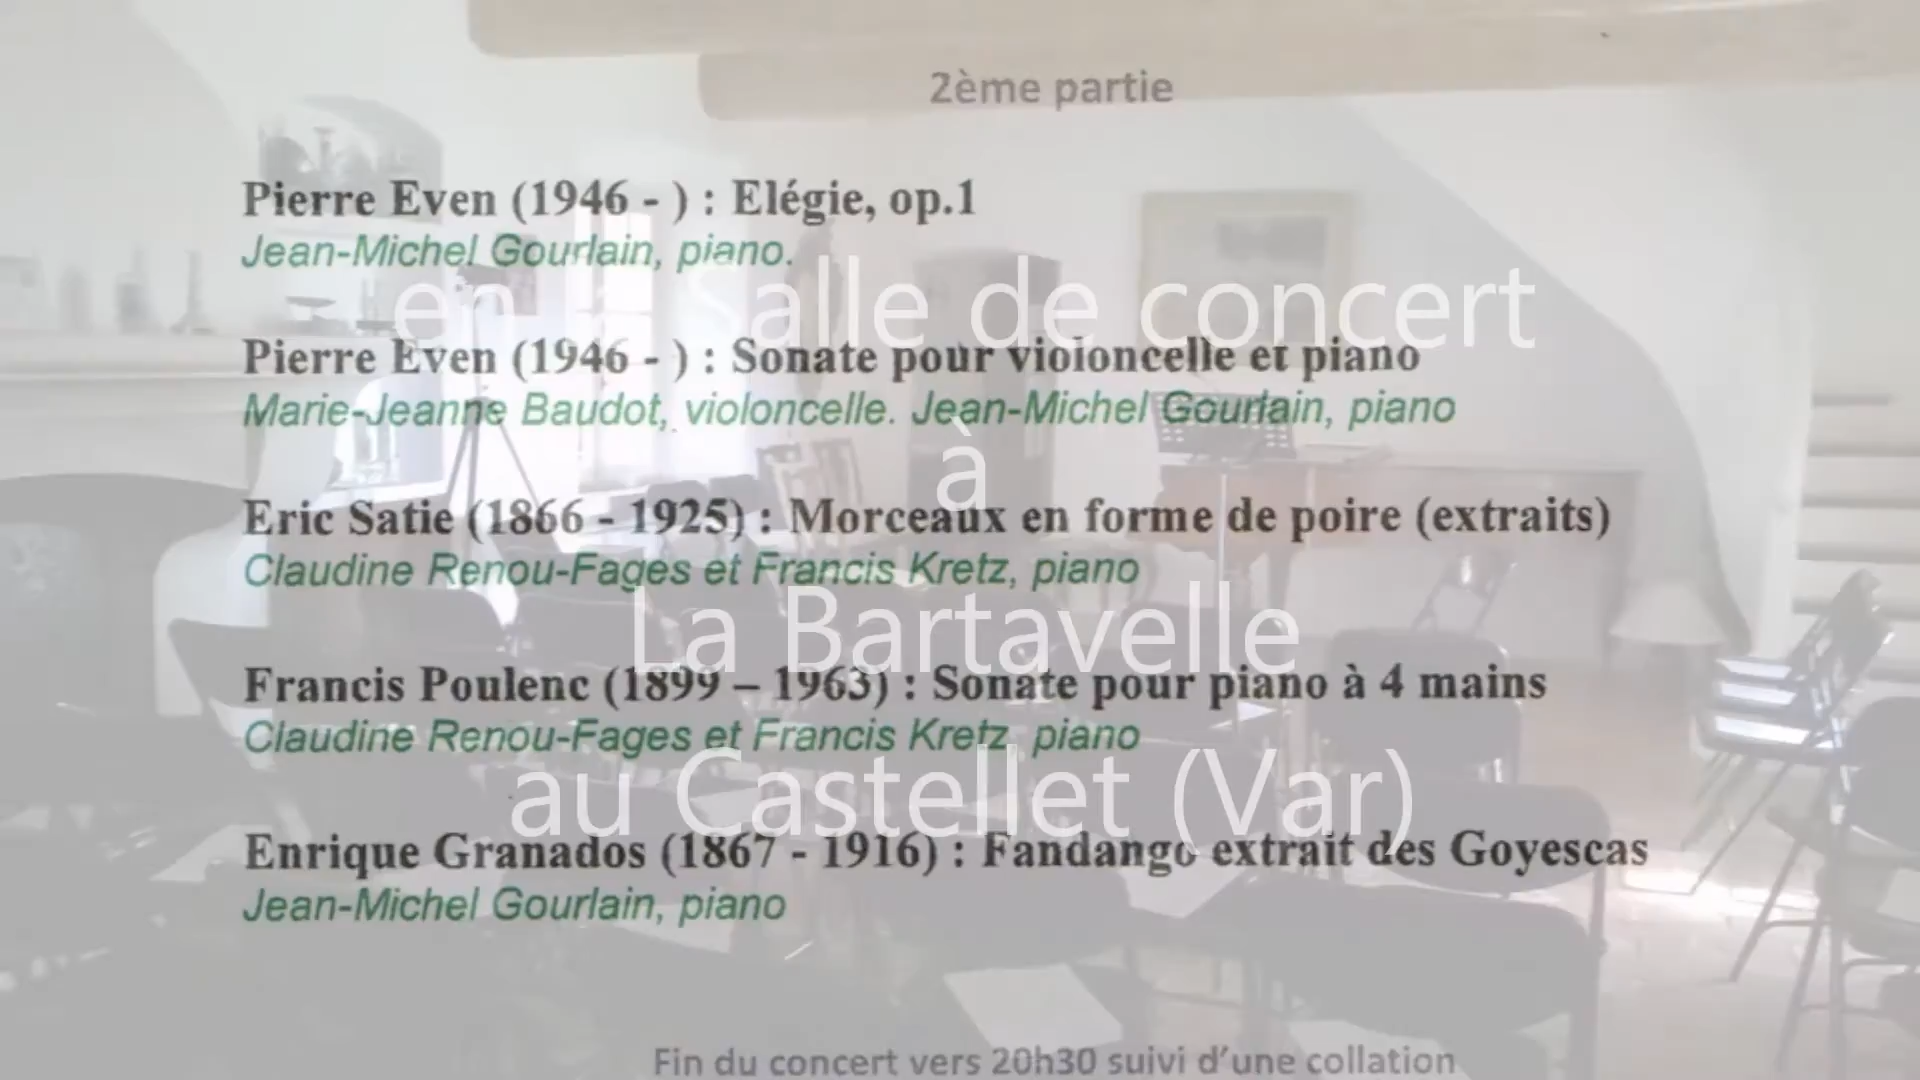 2ème partie
Pierre Even (1946 - ) : Elégie, op.1
Jean-Michel Gourlain, piano.
en la Salle de concert
Pierre Even (1946 - ) : Sonate pour violoncelle et piano
Marie-Jeanne Baudot, violoncelle. Jean-Michel Gourlain, piano
à
Eric Satie (1866 - 1925) : Morceaux en forme de poire (extraits)
Claudine Renou-Fages et Francis Kretz, piano
La Bartavelle
Francis Poulenc (1899 – 1963) : Sonate pour piano à 4 mains
Claudine Renou-Fages et Francis Kretz, piano
au Castellet (Var)
Enrique Granados (1867 - 1916) : Fandango extrait des Goyescas
Jean-Michel Gourlain, piano
Fin du concert vers 20h30 suivi d'une collation